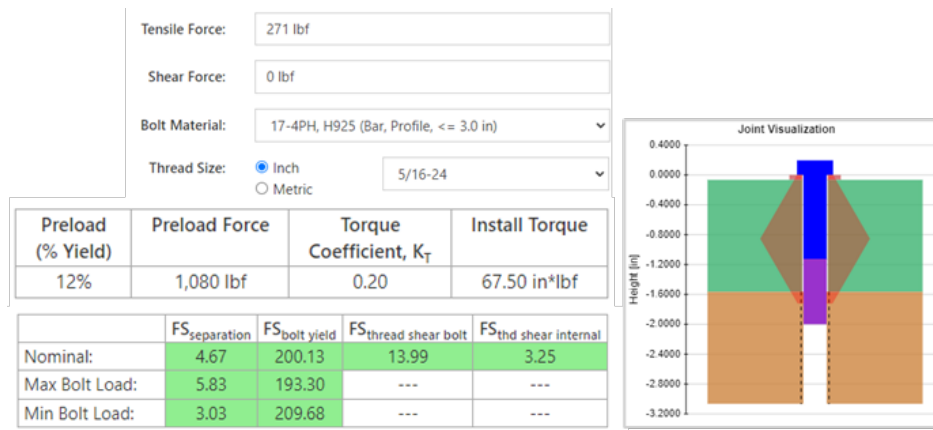 Tensile Force: 271 lbf
Shear Force: 0 lbf
Bolt Material: 17-4PH, H925 (Bar, Profile, <= 3.0 in)
Thread Size: Inch 5/16-24
Metric
Preload (% Yield) Preload Force Torque Coefficient, KT Install Torque
12% 1,080 lbf 0.20 67.50 in*lbf
FSseparation FSbolt yield FSthread shear bolt FSthd shear internal
Nominal: 4.67 200.13 13.99 3.25
Max Bolt Load: 5.83 193.30 --- ---
Min Bolt Load: 3.03 209.68 --- ---
Joint Visualization
Height [in]
0.4000
0.0000
-0.4000
-0.8000
-1.2000
-1.6000
-2.0000
-2.4000
-2.8000
-3.2000